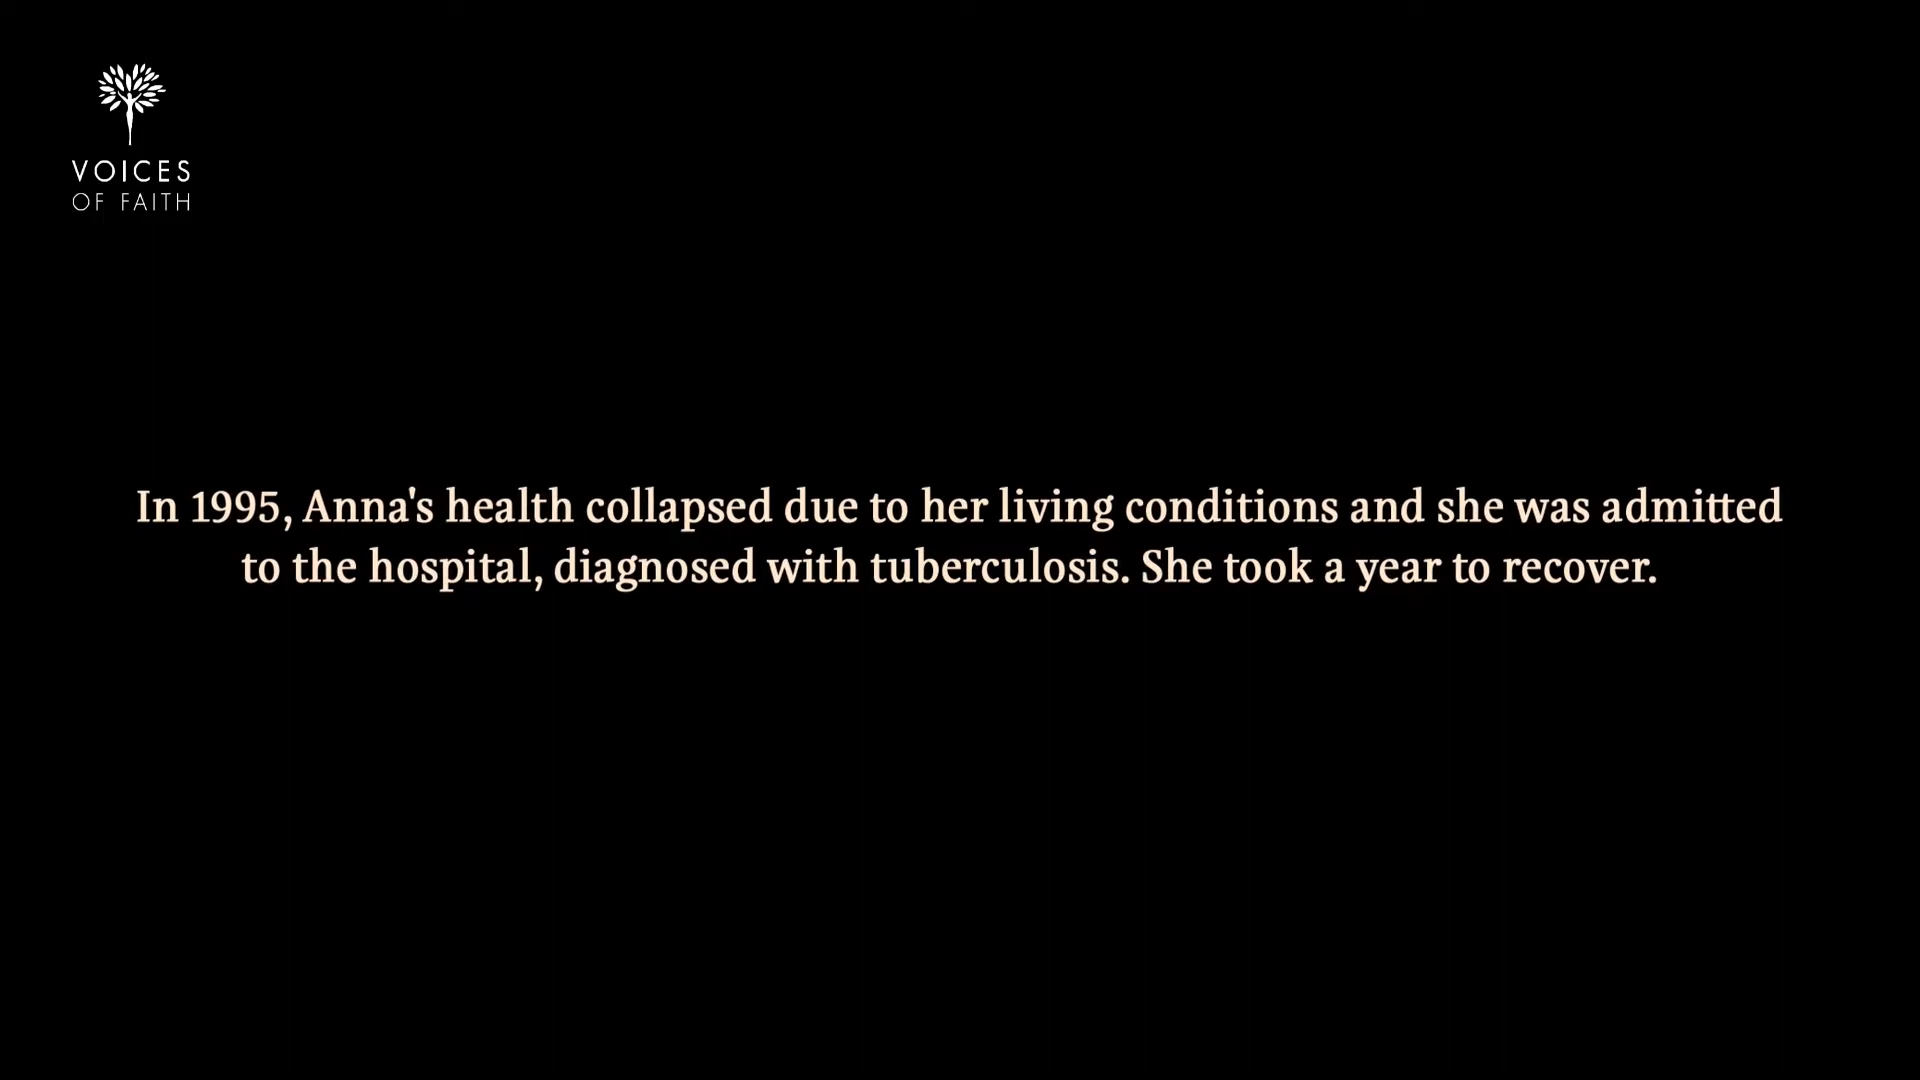 VOICES
OF FAITH
In 1995, Anna's health collapsed due to her living conditions and she was admitted
to the hospital, diagnosed with tuberculosis. She took a year to recover.